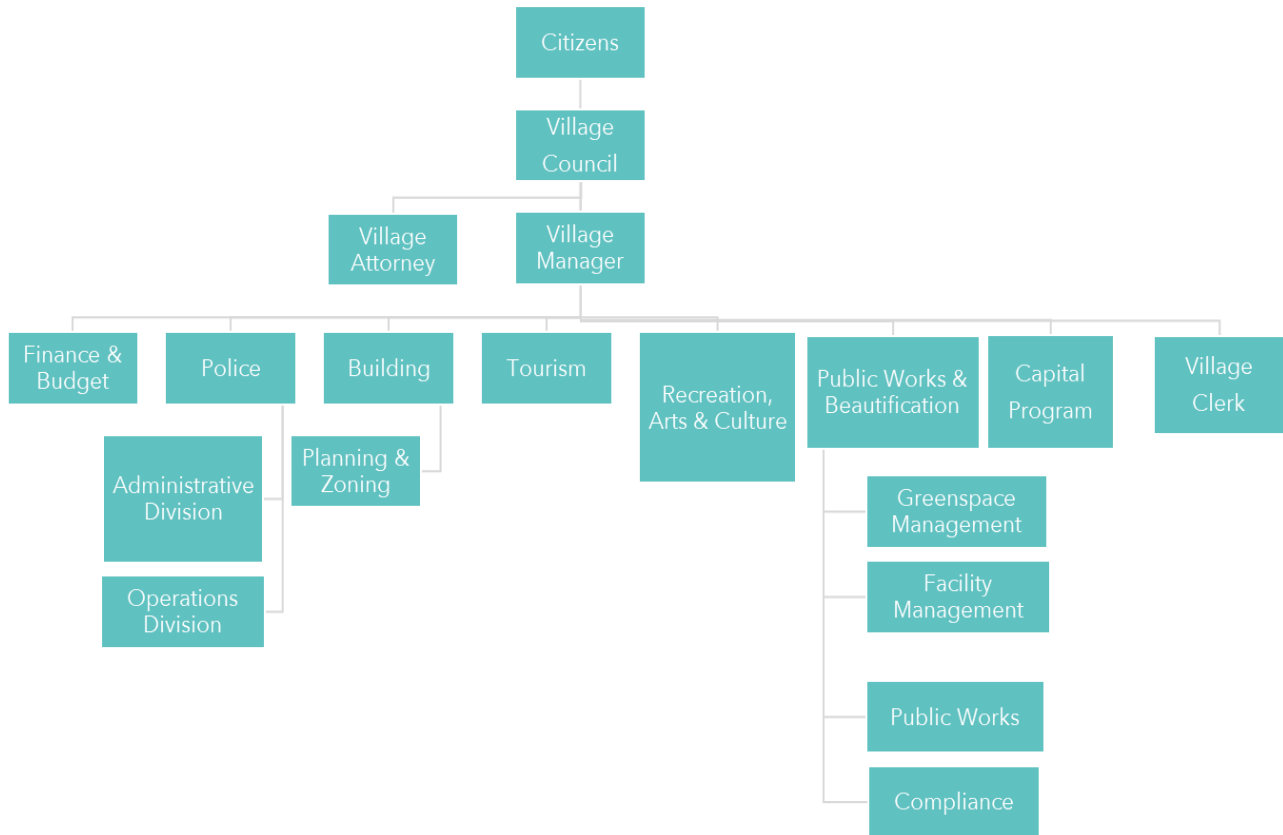 Citizens
Village
Council
Village
Attorney
Village
Manager
Finance &
Budget
Police
Building
Tourism
Recreation,
Arts & Culture
Public Works &
Beautification
Capital
Program
Village
Clerk
Administrative
Division
Operations
Division
Planning &
Zoning
Greenspace
Management
Facility
Management
Public Works
Compliance